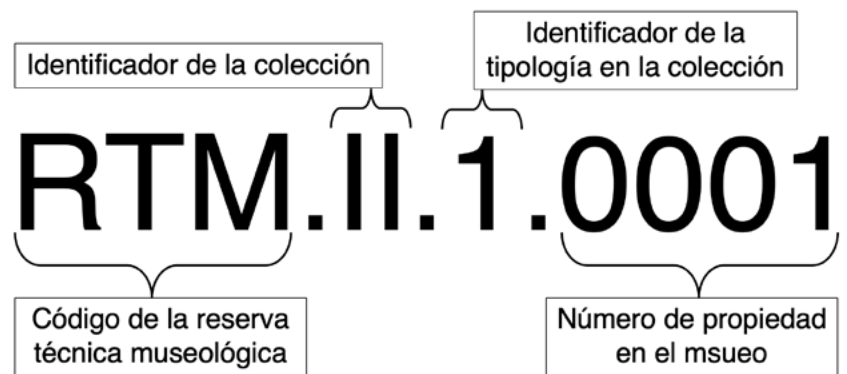 Identificador de la colección
Identificador de la
tipología en la colección
RTM.II.1.0001
Código de la reserva
técnica museológica
Número de propiedad
en el msueo